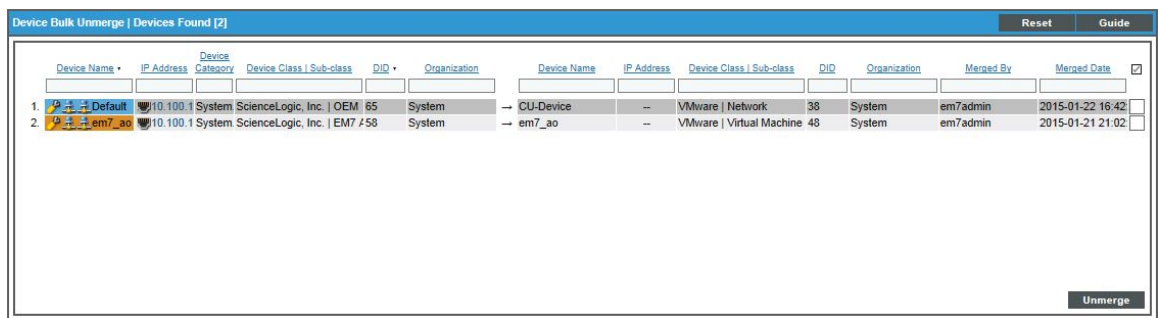 Device Bulk Unmerge | Devices Found [2] Reset Guide
Device Name IP Address Device Category Device Class | Sub-class DID Organization Device Name IP Address Device Class | Sub-class DID Organization Merged By Merged Date
1. Default 10.100.1 System. ScienceLogic, Inc. | OEM 65 System → CU-Device -- VMware | Network 38 System em7admin 2015-01-22 16:42:
2. em7_ao 10.100.1 System. ScienceLogic, Inc. | EM7 A 58 System → em7_ao -- VMware | Virtual Machine 48 System em7admin 2015-01-21 21:02:
Unmerge